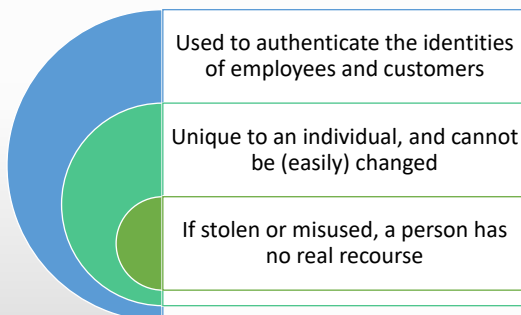 Used to authenticate the identities
of employees and customers
Unique to an individual, and cannot
be (easily) changed
If stolen or misused, a person has
no real recourse